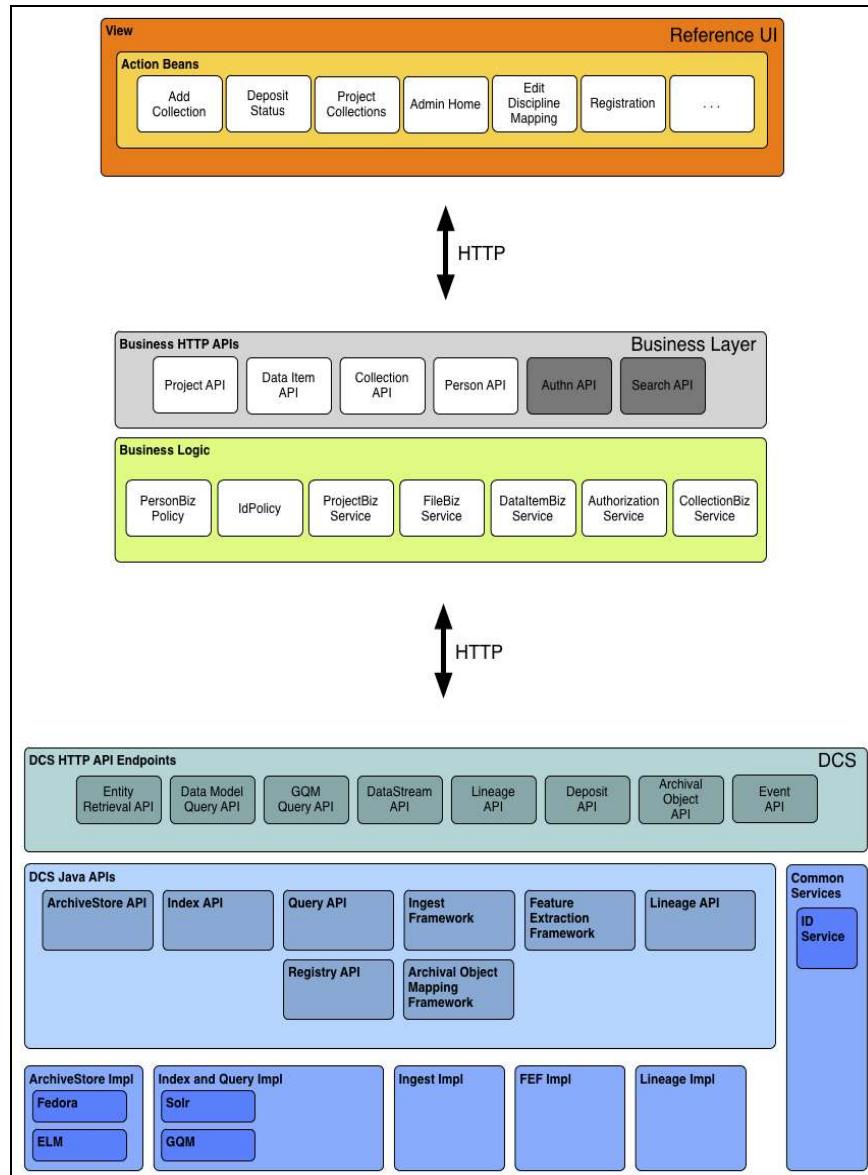 View
Reference UI
Action Beans
Add
Collection
Deposit
Status
Project
Collections
Admin Home
Edit
Discipline
Mapping
Registration
. . .
HTTP
Business HTTP APIs
Business Layer
Project API
Data Item
API
Collection
API
Person API
Authn API
Search API
Business Logic
PersonBiz
Policy
IdPolicy
ProjectBiz
Service
FileBiz
Service
DataItemBiz
Service
Authorization
Service
CollectionBiz
Service
HTTP
DCS HTTP API Endpoints
DCS
Entity
Retrieval API
Data Model
Query API
GQM
Query API
DataStream
API
Lineage
API
Deposit
API
Archival
Object
API
Event
API
DCS Java APIs
ArchiveStore API
Index API
Query API
Ingest
Framework
Feature
Extraction
Framework
Lineage API
Registry API
Archival Object
Mapping
Framework
Common
Services
ID
Service
ArchiveStore Impl
Fedora
ELM
Index and Query Impl
Solr
GQM
Ingest Impl
FEF Impl
Lineage Impl